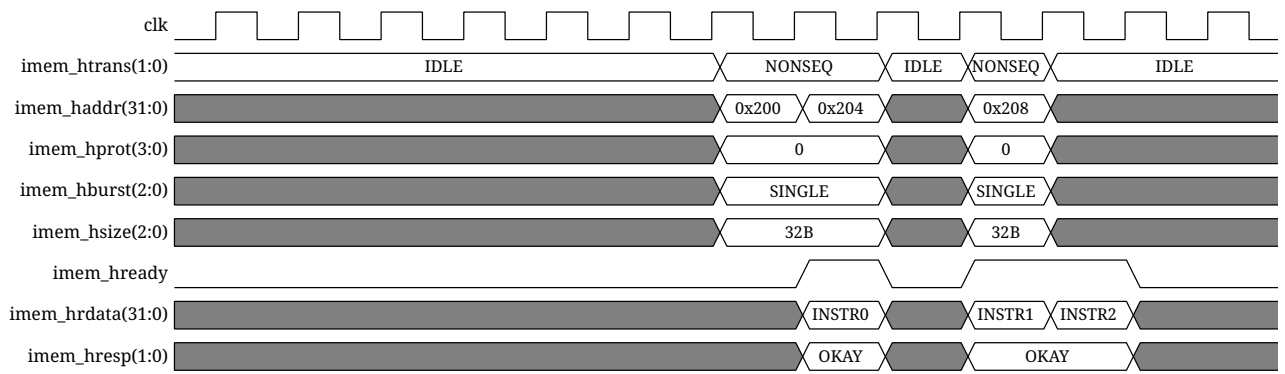 clk
imem_htrans(1:0) IDLE NONSEQ IDLE NONSEQ IDLE
imem_haddr(31:0) 0x200 0x204 0x208
imem_hprot(3:0) 0 0
imem_hburst(2:0) SINGLE SINGLE
imem_hsize(2:0) 32B 32B
imem_hready
imem_hrdata(31:0) INSTR0 INSTR1 INSTR2
imem_hresp(1:0) OKAY OKAY